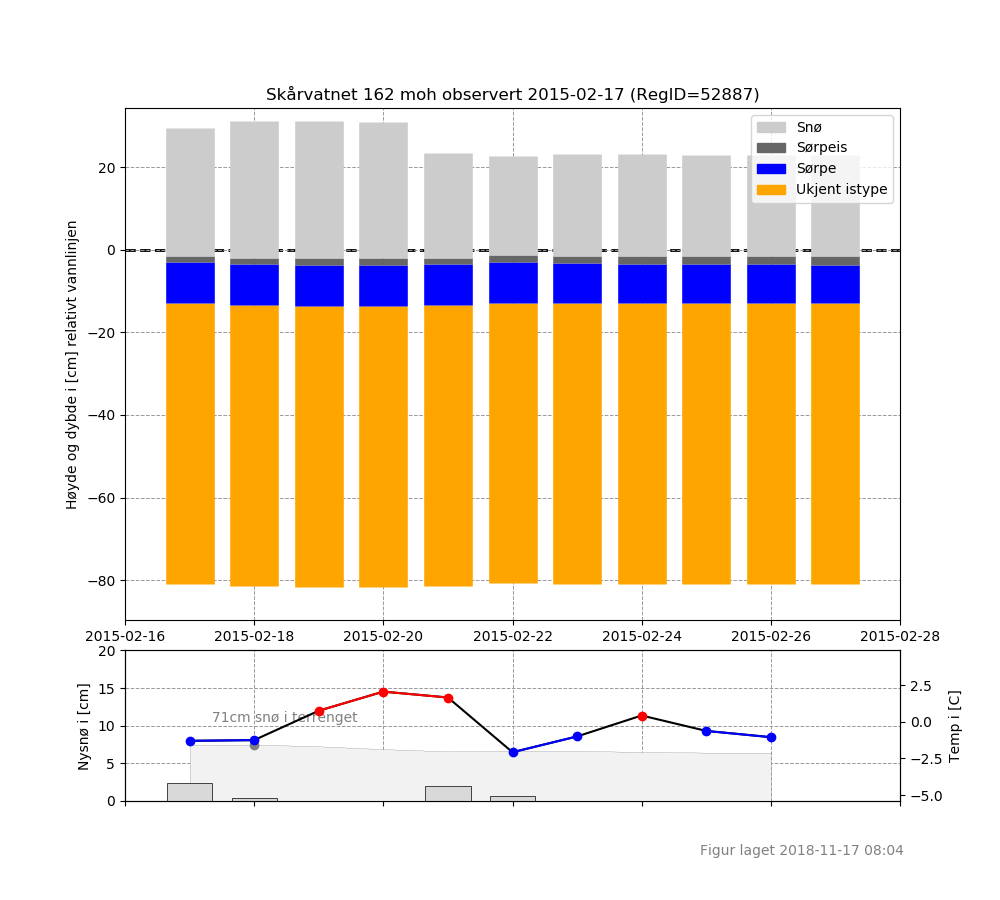 Skårvatnet 162 moh observert 2015-02-17 (RegID=52887)
Snø
Sørpeis
Sørpe
Ukjent istype
Høyde og dybde i [cm] relativt vannlinjen
20
0
−20
−40
−60
−80
2015-02-16 2015-02-18 2015-02-20 2015-02-22 2015-02-24 2015-02-26 2015-02-28
Nysnø i [cm]
20
15
10
5
0
71cm snø i terrenget
2.5
0.0
−2.5
−5.0
Temp i [C]
Figur laget 2018-11-17 08:04